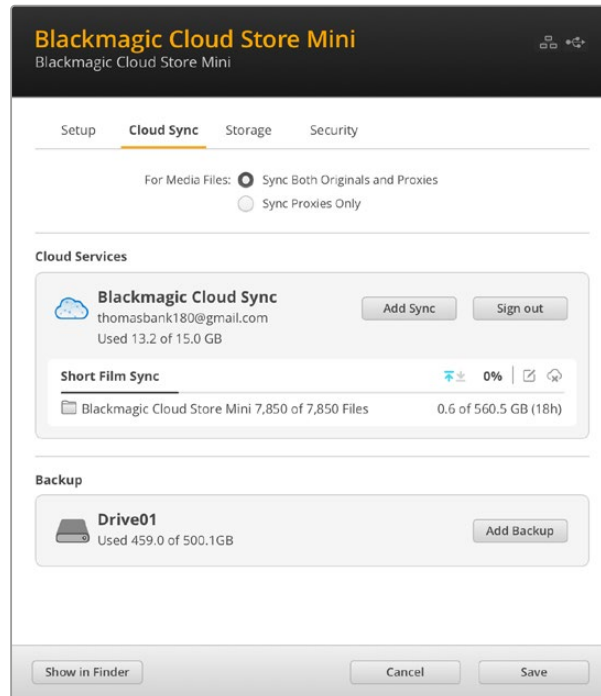 Blackmagic Cloud Store Mini
Blackmagic Cloud Store Mini
Setup Cloud Sync Storage Security
For Media Files: Sync Both Originals and Proxies
Sync Proxies Only
Cloud Services
Blackmagic Cloud Sync
thomasbank180@gmail.com
Used 13.2 of 15.0 GB
Add Sync Sign out
Short Film Sync 0%
Blackmagic Cloud Store Mini 7,850 of 7,850 Files 0.6 of 560.5 GB (18h)
Backup
Drive01
Used 459.0 of 500.1GB
Add Backup
Show in Finder Cancel Save